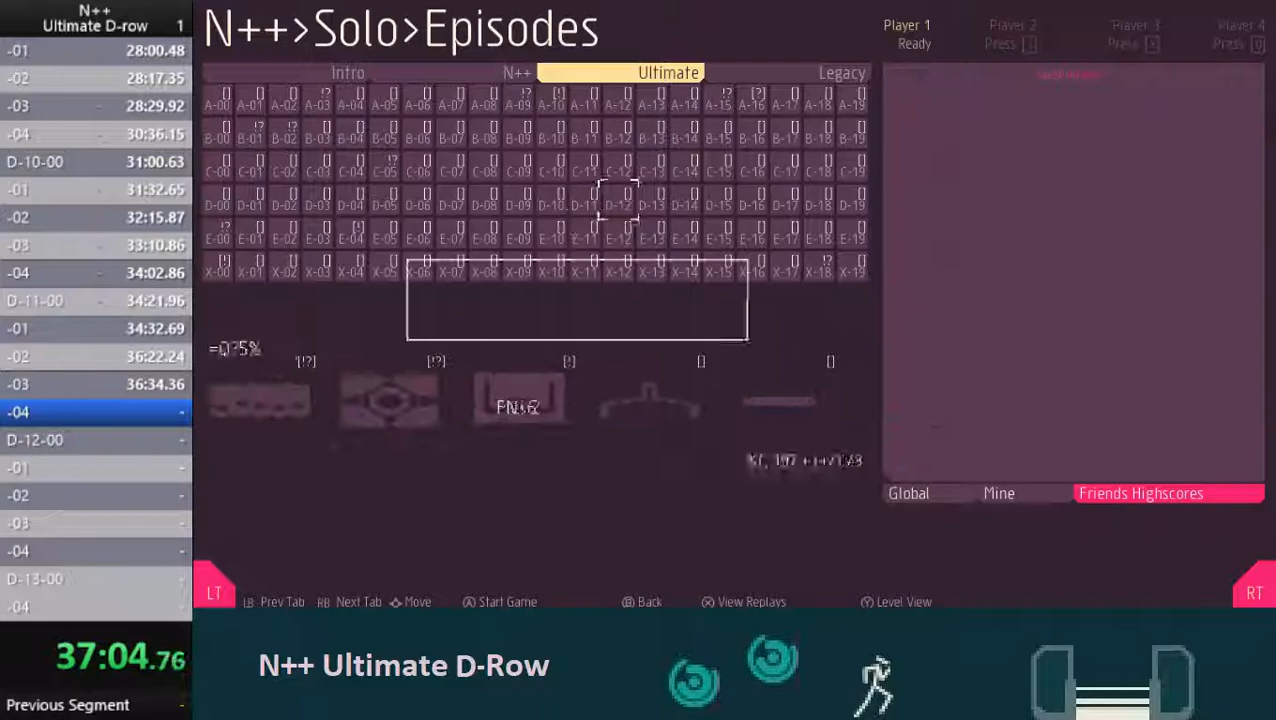 N++
Ultimate D-row 1
-01 28:00.48
-02 28:17.35
-03 28:29.92
-04 - 30:36.15
D-10-00 31:00.63
-01 - 31:32.65
-02 - 32:15.87
-03 - 33:10.86
-04 - 34:02.86
D-11-00 - 34:21.96
-01 34:32.69
-02 - 36:22.24
-03 36:34.36
-04 -
D-12-00 -
-01 -
-02 -
-03 -
-04 -
D-13-00 -
-04 -
37:04.76
Previous Segment -
N++>Solo>Episodes
Intro N++ Ultimate Legacy
A-00 A-01 A-02 A-03 A-04 A-05 A-06 A-07 A-08 A-09 A-10 A-11 A-12 A-13 A-14 A-15 A-16 A-17 A-18 A-19
B-00 B-01 B-02 B-03 B-04 B-05 B-06 B-07 B-08 B-09 B-10 B-11 B-12 B-13 B-14 B-15 B-16 B-17 B-18 B-19
C-00 C-01 C-02 C-03 C-04 C-05 C-06 C-07 C-08 C-09 C-10 C-11 C-12 C-13 C-14 C-15 C-16 C-17 C-18 C-19
D-00 D-01 D-02 D-03 D-04 D-05 D-06 D-07 D-08 D-09 D-10 D-11 D-12 D-13 D-14 D-15 D-16 D-17 D-18 D-19
E-00 E-01 E-02 E-03 E-04 E-05 E-06 E-07 E-08 E-09 E-10 E-11 E-12 E-13 E-14 E-15 E-16 E-17 E-18 E-19
X-00 X-01 X-02 X-03 X-04 X-05 X-06 X-07 X-08 X-09 X-10 X-11 X-12 X-13 X-14 X-15 X-16 X-17 X-18 X-19
[!?] [!?] [!] [] []
Player 1 Player 2 Player 3 Player 4
Ready Press Press Press
Global Mine Friends Highscores
LT RT
LB Prev Tab RB Next Tab Move A Start Game B Back X View Replays Y Level View
N++ Ultimate D-Row